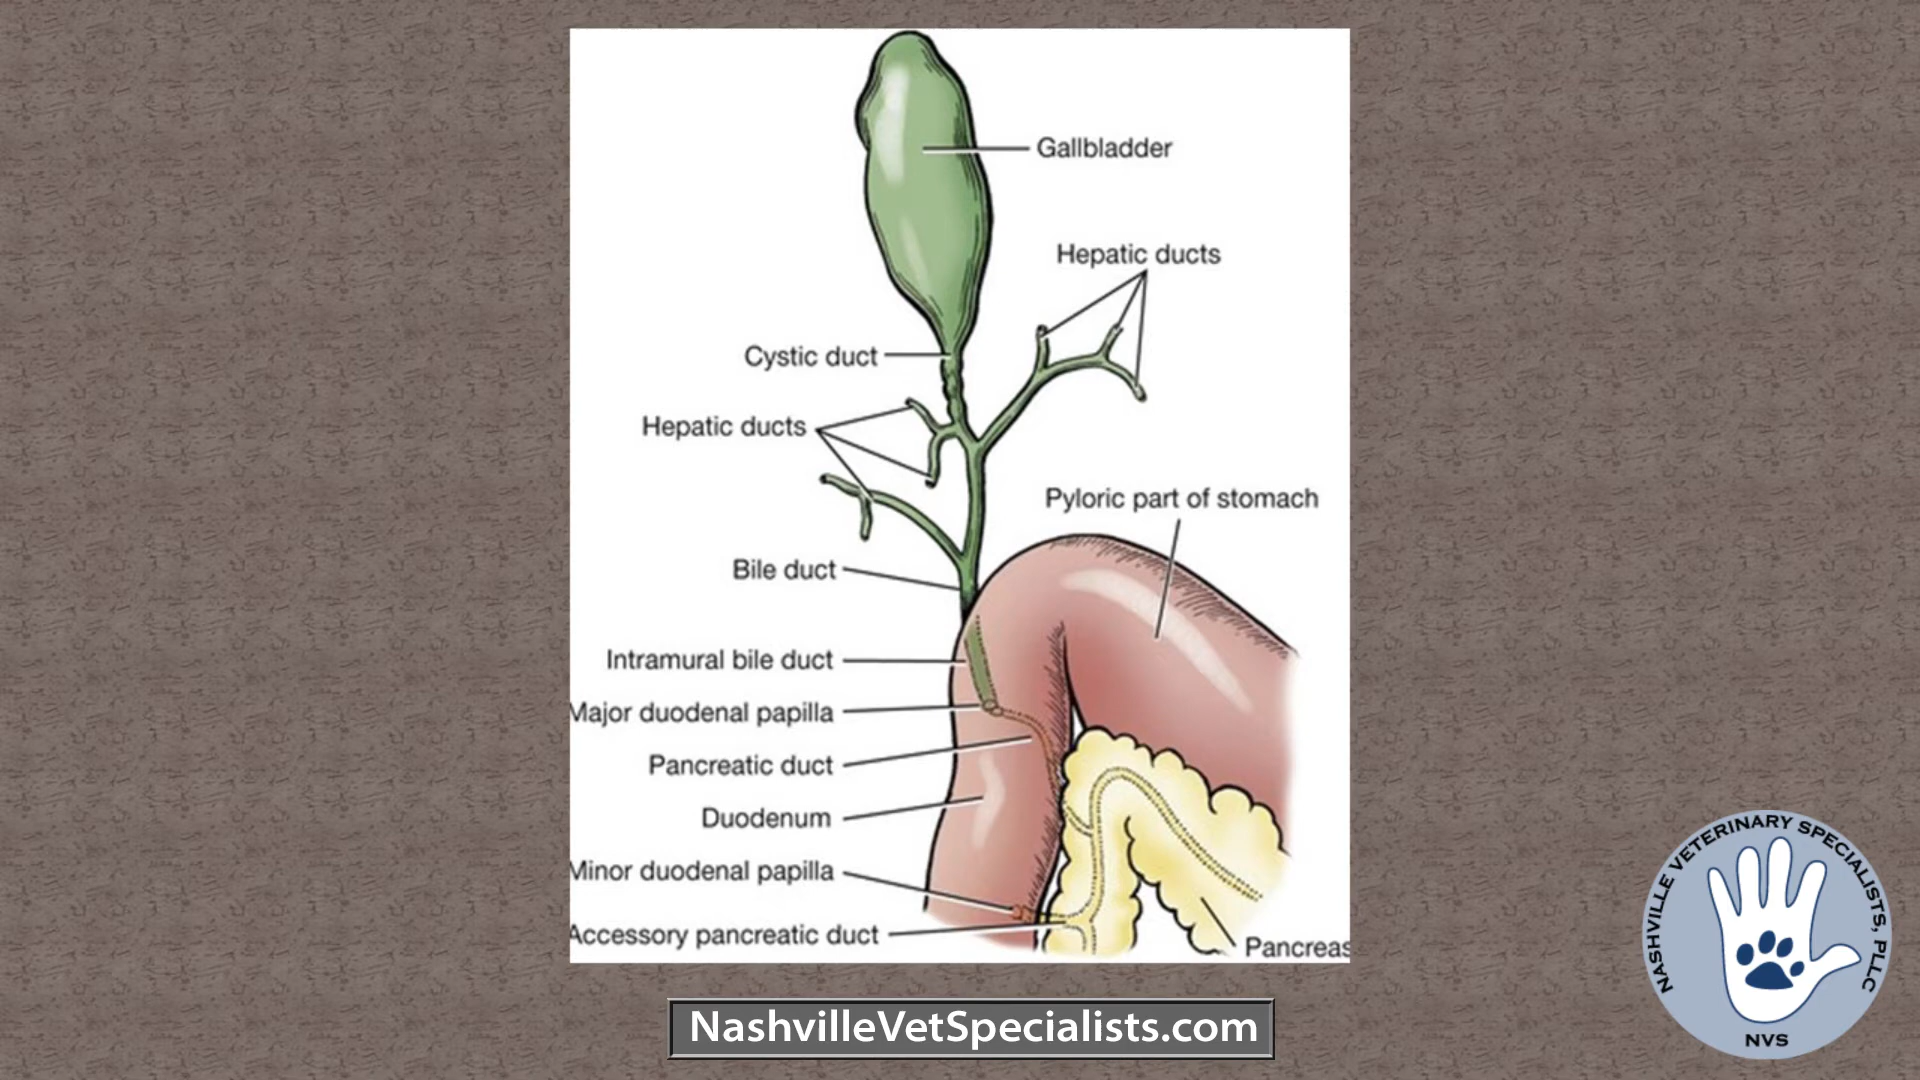 Gallbladder
Hepatic ducts
Cystic duct
Hepatic ducts
Pyloric part of stomach
Bile duct
Intramural bile duct
Major duodenal papilla
Pancreatic duct
Duodenum
Minor duodenal papilla
Accessory pancreatic duct
Pancreas
NASHVILLE VETERINARY SPECIALISTS, PLLC
NVS
NashvilleVetSpecialists.com